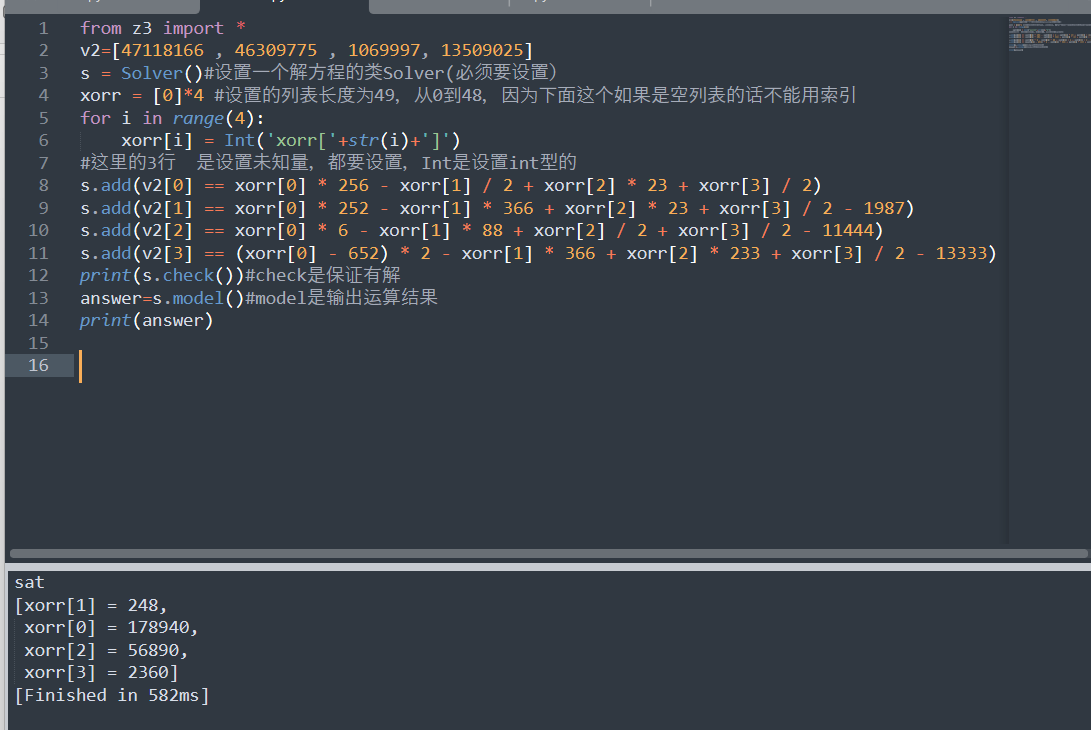 1 from z3 import *
2 v2=[47118166 , 46309775 , 1069997, 13509025]
3 s = Solver()#设置一个解方程的类Solver(必须要设置）
4 xorr = [0]*4 #设置的列表长度为49，从0到48，因为下面这个如果是空列表的话不能用索引
5 for i in range(4):
6     xorr[i] = Int('xorr['+str(i)+']')
7 #这里的3行　是设置未知量，都要设置，Int是设置int型的
8 s.add(v2[0] == xorr[0] * 256 - xorr[1] / 2 + xorr[2] * 23 + xorr[3] / 2)
9 s.add(v2[1] == xorr[0] * 252 - xorr[1] * 366 + xorr[2] * 23 + xorr[3] / 2 - 1987)
10 s.add(v2[2] == xorr[0] * 6 - xorr[1] * 88 + xorr[2] / 2 + xorr[3] / 2 - 11444)
11 s.add(v2[3] == (xorr[0] - 652) * 2 - xorr[1] * 366 + xorr[2] * 233 + xorr[3] / 2 - 13333)
12 print(s.check())#check是保证有解
13 answer=s.model()#model是输出运算结果
14 print(answer)
15
16
sat
[xorr[1] = 248,
 xorr[0] = 178940,
 xorr[2] = 56890,
 xorr[3] = 2360]
[Finished in 582ms]